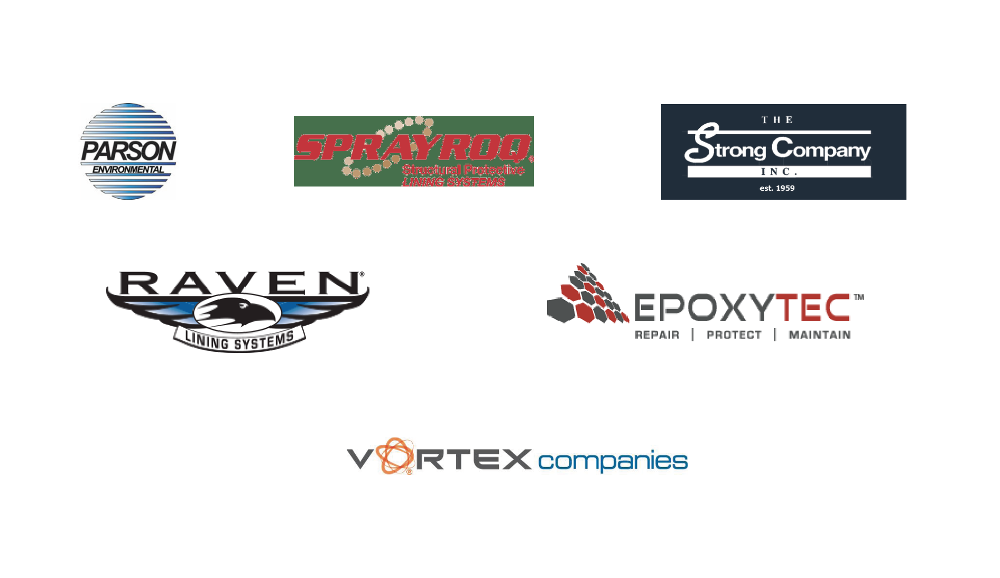 PARSON
ENVIRONMENTAL
SPRAYROQ®
Structural Protective
LINING SYSTEMS
THE
Strong Company
INC.
est. 1959
RAVEN®
LINING SYSTEMS
EPOXYTEC™
REPAIR | PROTECT | MAINTAIN
VORTEX® companies